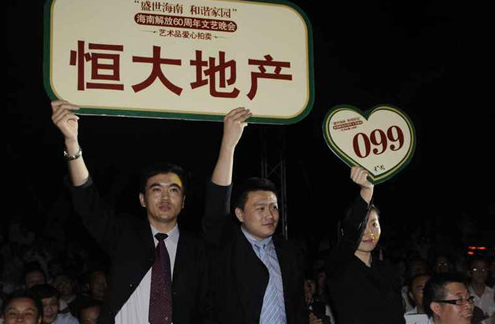 “盛世海南 和谐家园”
海南解放60周年文艺晚会
艺术品爱心拍卖
恒大地产
099